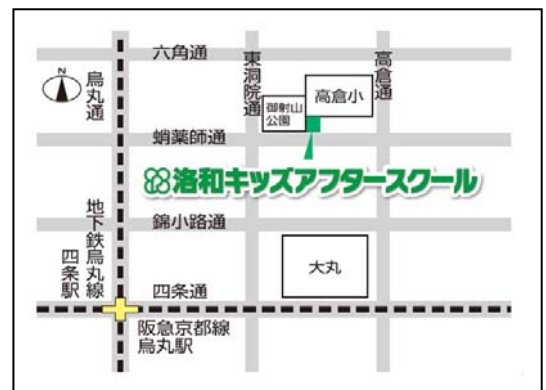 六角通
N
烏丸通
東洞院通
高倉通
高倉小
御射山
公園
蛸薬師通
洛和キッズアフタースクール
錦小路通
地下鉄烏丸線
四条駅
大丸
四条通
阪急京都線
烏丸駅